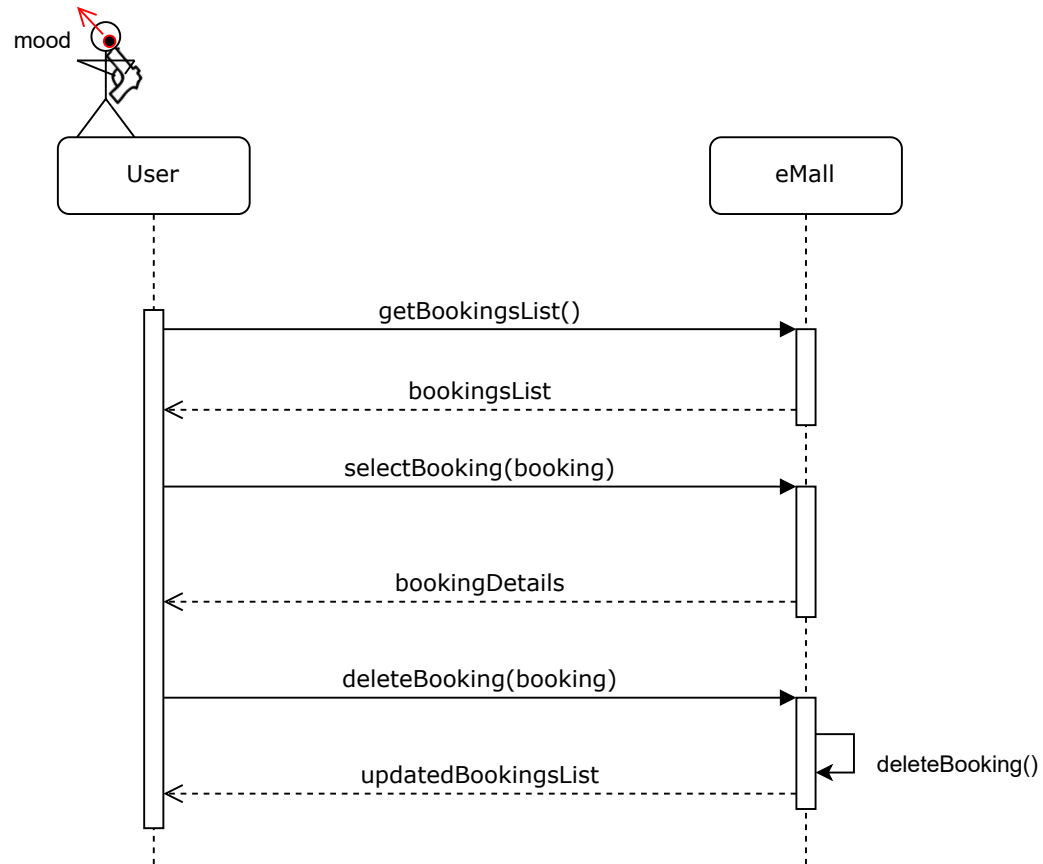 mood
User
eMall
getBookingsList()
bookingsList
selectBooking(booking)
bookingDetails
deleteBooking(booking)
deleteBooking()
updatedBookingsList